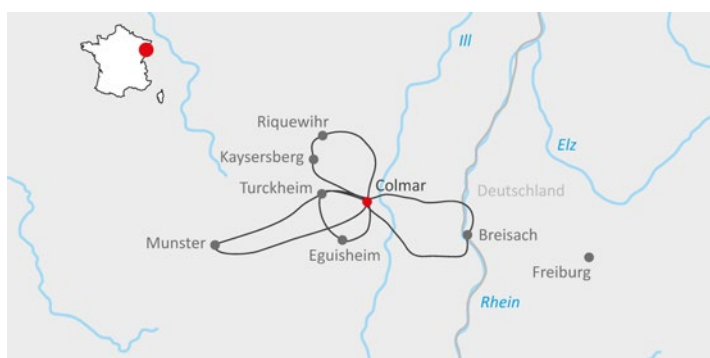 Ill
Riquewihr
Elz
Kaysersberg
Turckheim
Colmar
Deutschland
Munster
Breisach
Eguisheim
Freiburg
Rhein